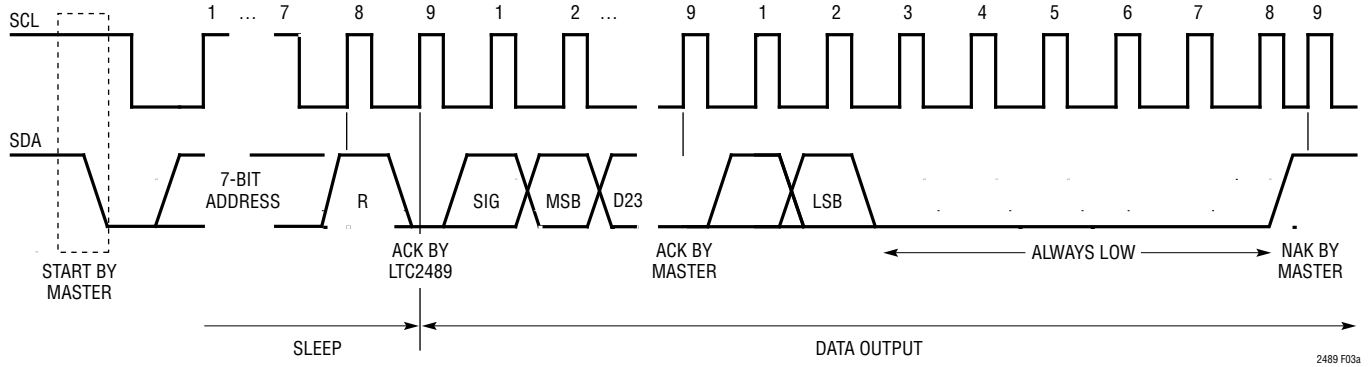 1 … 7 8 9 1 2 … 9 1 2 3 4 5 6 7 8 9
SCL
SDA
7-BIT
ADDRESS
R
SIG
MSB
D23
LSB
START BY
MASTER
ACK BY
LTC2489
ACK BY
MASTER
ALWAYS LOW
NAK BY
MASTER
SLEEP
DATA OUTPUT
2489 F03a